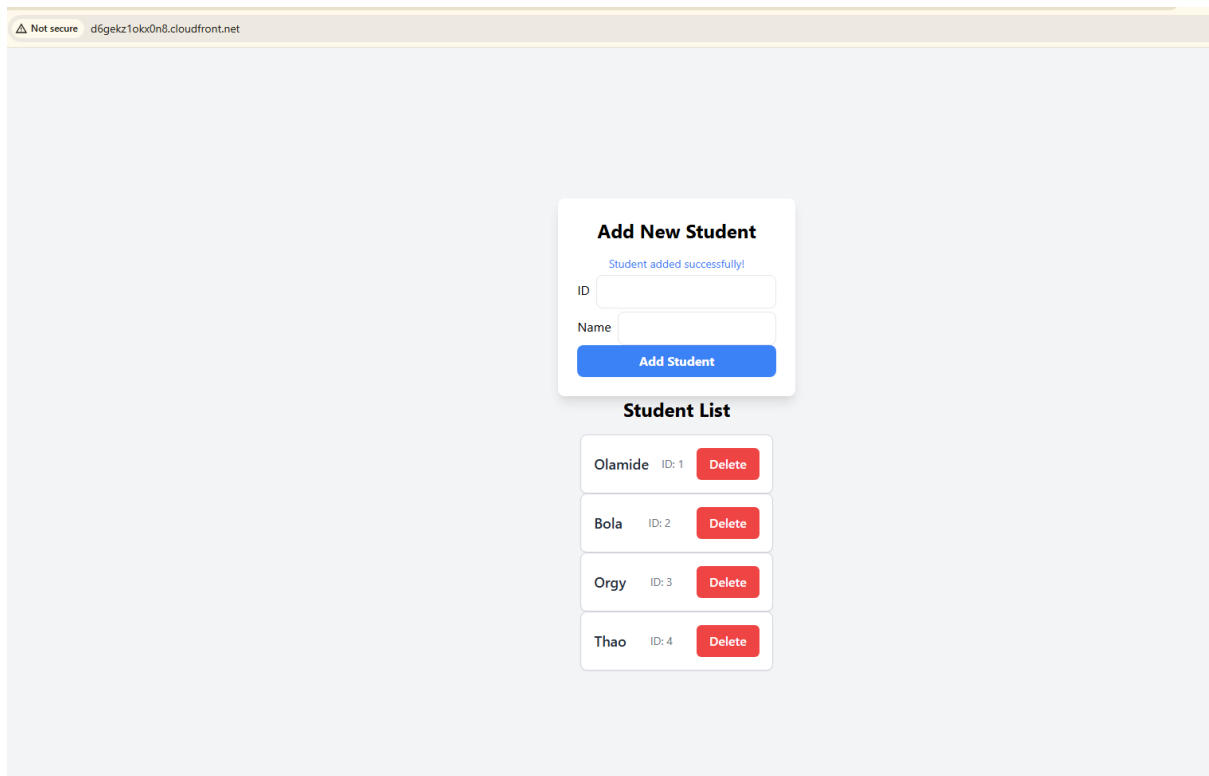 Not secure d6gekz1okx0n8.cloudfront.net
Add New Student
Student added successfully!
ID
Name
Add Student
Student List
Olamide ID: 1 Delete
Bola ID: 2 Delete
Orgy ID: 3 Delete
Thao ID: 4 Delete